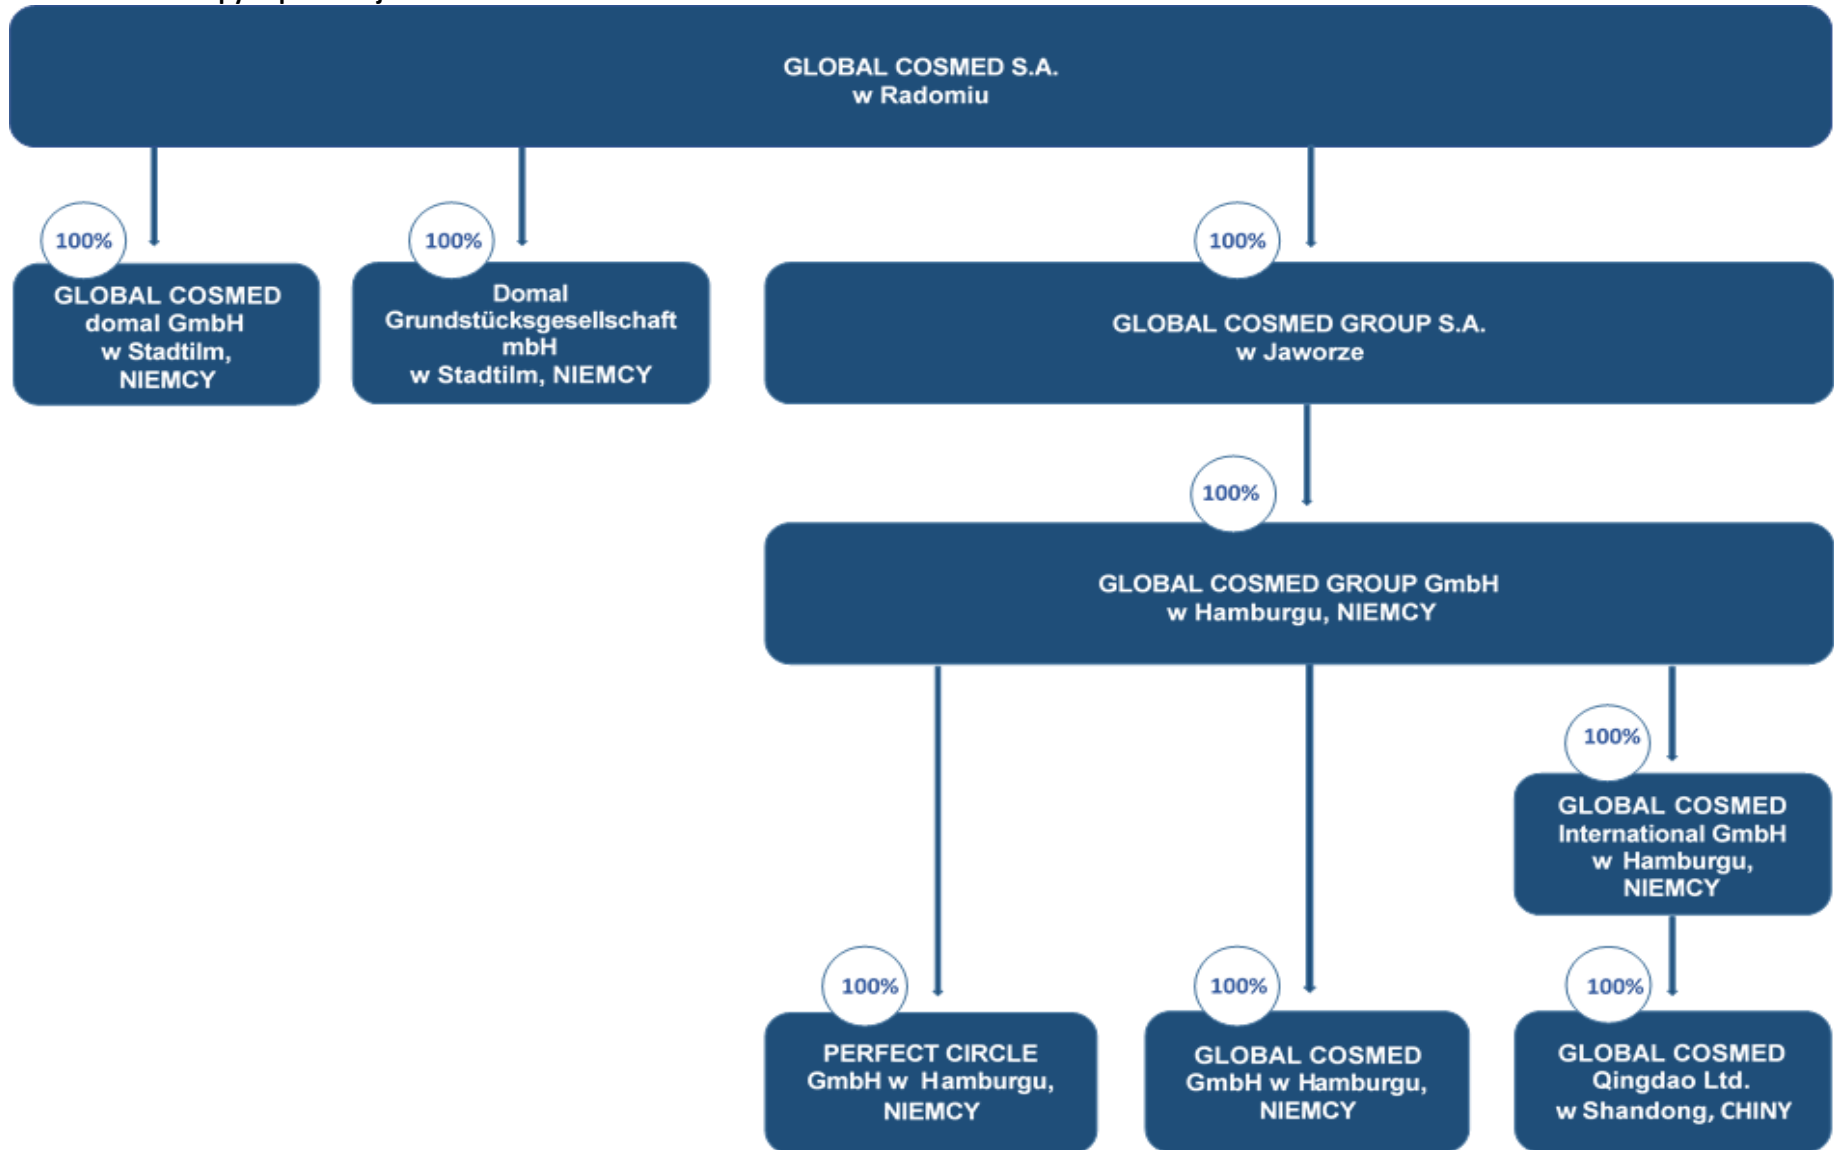 GLOBAL COSMED S.A.
w Radomiu
100%
100%
100%
GLOBAL COSMED
domal GmbH
w Stadtilm,
NIEMCY
Domal
Grundstücksgesellschaft
mbH
w Stadtilm, NIEMCY
GLOBAL COSMED GROUP S.A.
w Jaworze
100%
GLOBAL COSMED GROUP GmbH
w Hamburgu, NIEMCY
100%
GLOBAL COSMED
International GmbH
w Hamburgu,
NIEMCY
100%
100%
100%
PERFECT CIRCLE
GmbH w Hamburgu,
NIEMCY
GLOBAL COSMED
GmbH w Hamburgu,
NIEMCY
GLOBAL COSMED
Qingdao Ltd.
w Shandong, CHINY